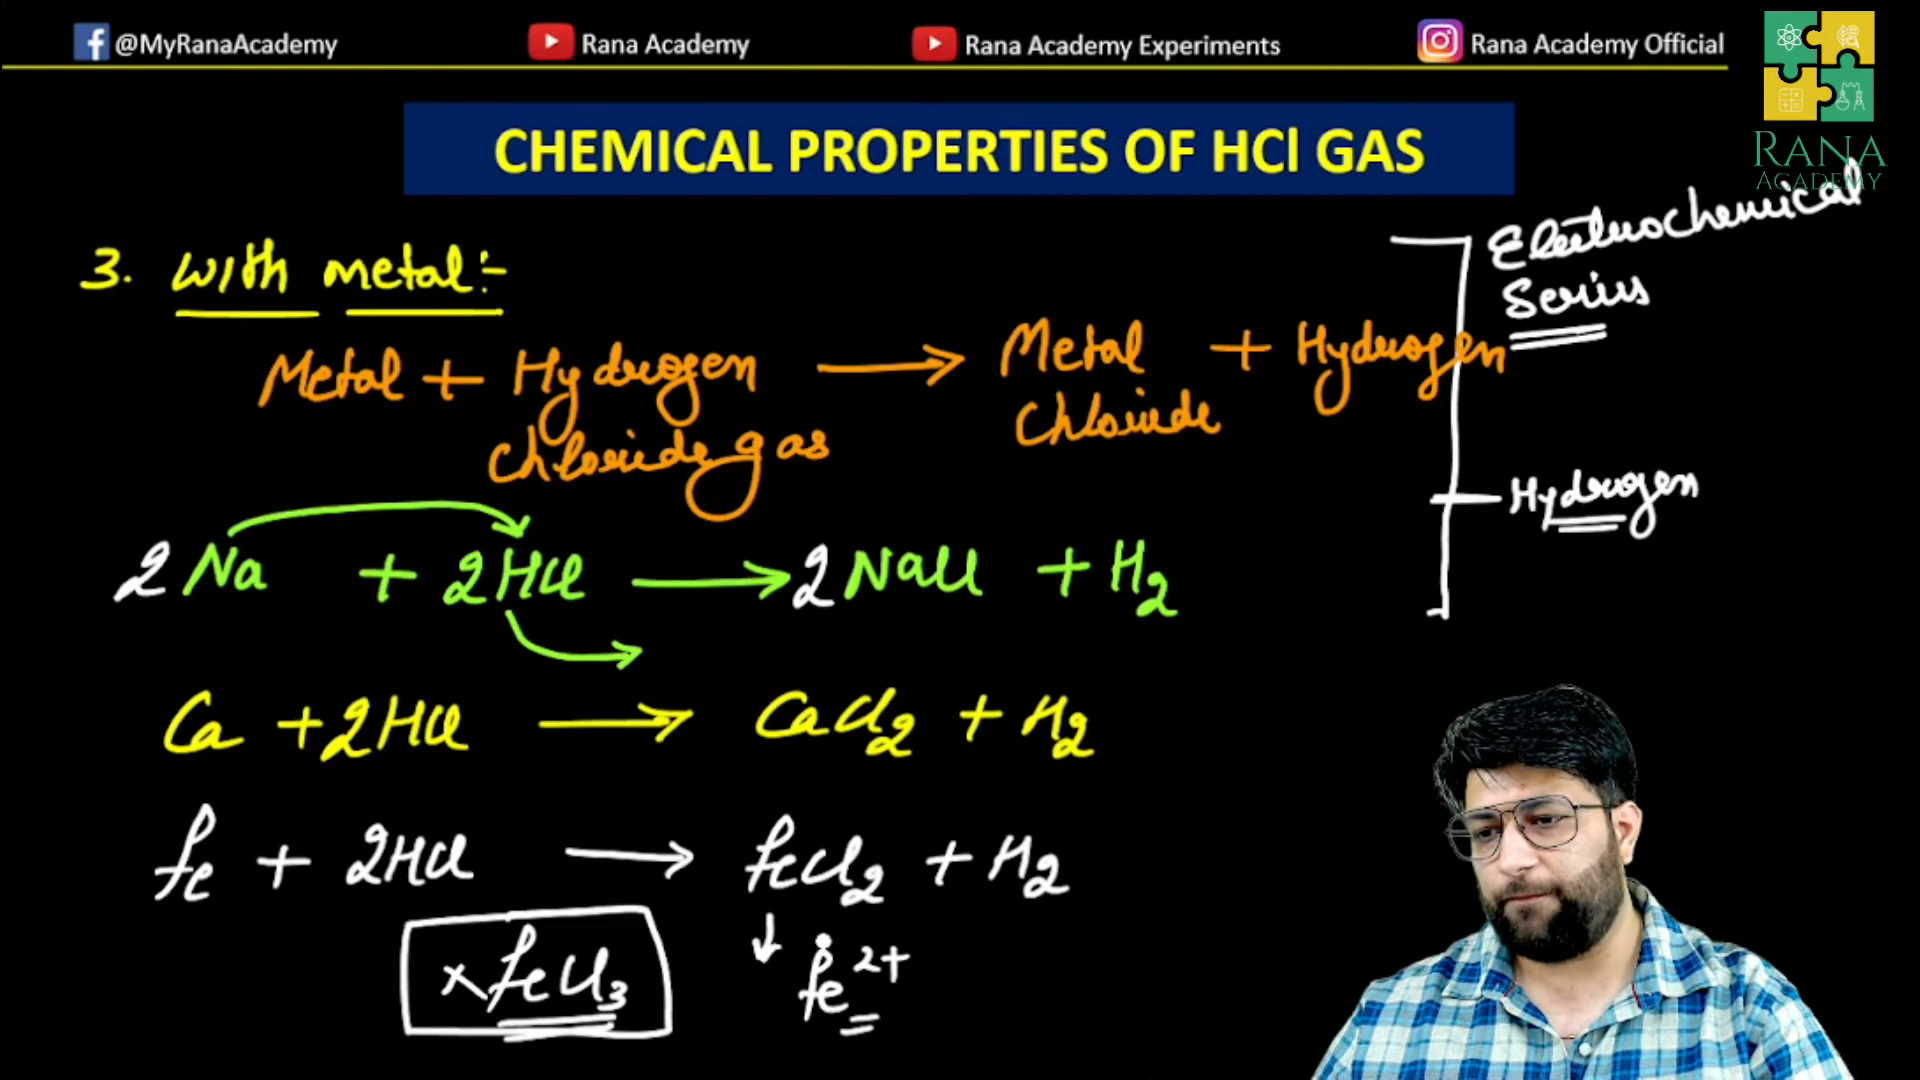 @MyRanaAcademy
Rana Academy
Rana Academy Experiments
Rana Academy Official
RANA
ACADEMY
CHEMICAL PROPERTIES OF HCl GAS
Electrochemical
Series
3. With metal:-
Metal + Hydrogen Chloride gas → Metal Chloride + Hydrogen
Hydrogen
2Na + 2HCl → 2NaCl + H₂
Ca + 2HCl → CaCl₂ + H₂
Fe + 2HCl → FeCl₂ + H₂
↓ Fe²⁺
×FeCl₃